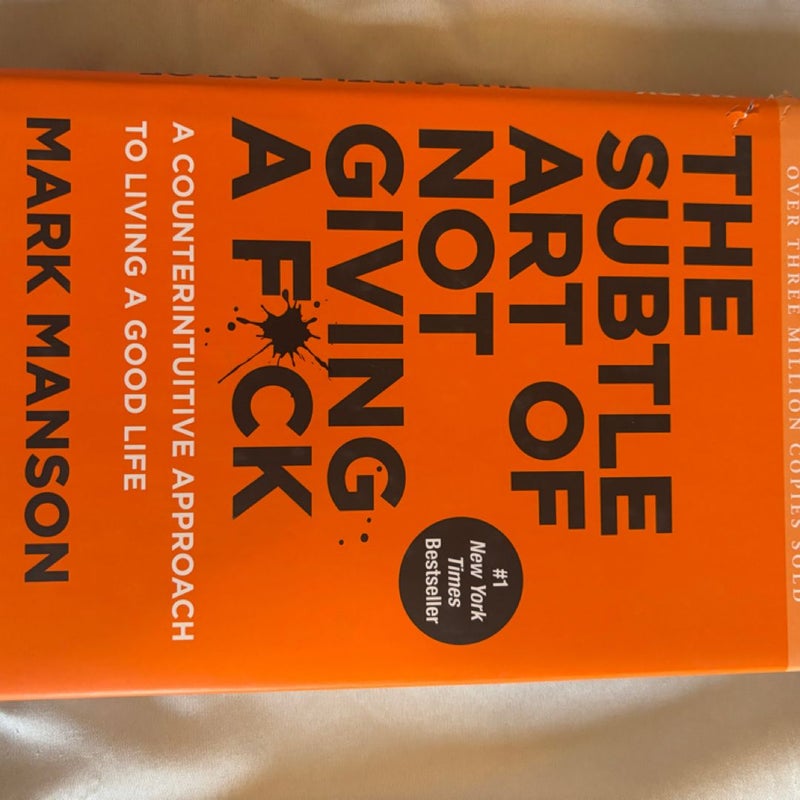 OVER THREE MILLION COPIES SOLD
THE
SUBTLE
ART OF
NOT
GIVING
A F*CK
#1
New York
Times
Bestseller
A COUNTERINTUITIVE APPROACH
TO LIVING A GOOD LIFE
MARK MANSON